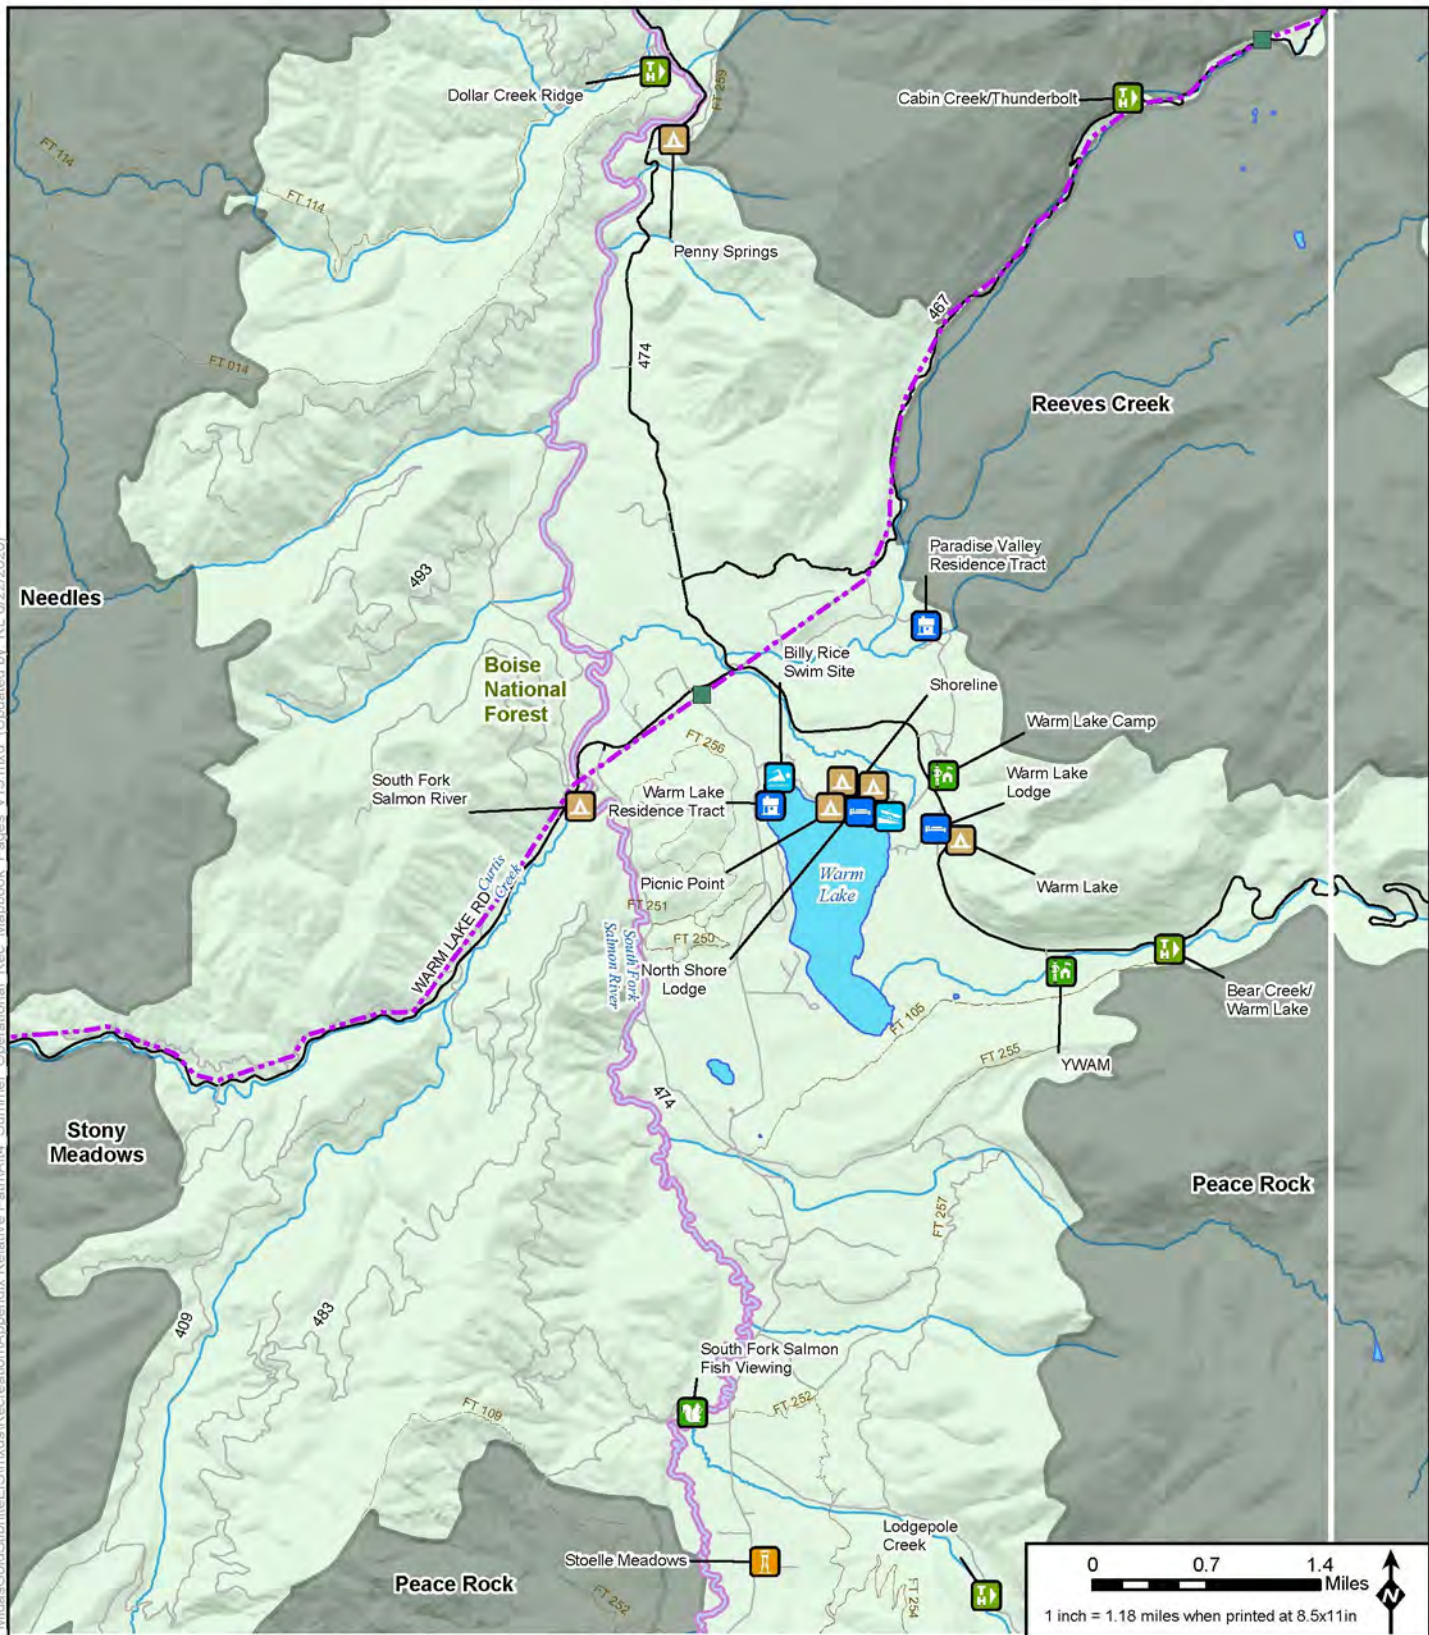 Dollar Creek Ridge
FT 259
Cabin Creek/Thunderbolt
FT 114
FT 114
Penny Springs
467
474
FT 014
Reeves Creek
Paradise Valley
Residence Tract
493
Needles
Billy Rice
Swim Site
Boise
National
Forest
Shoreline
Warm Lake Camp
FT 256
South Fork
Salmon River
Warm Lake
Residence Tract
Warm Lake
Lodge
Curtis
Creek
Picnic Point
Warm
Lake
Warm Lake
WARM LAKE RD
FT 251
FT 250
South Fork
Salmon River
North Shore
Lodge
Bear Creek/
Warm Lake
FT 105
FT 255
YWAM
474
Stony
Meadows
Peace Rock
FT 257
409
483
South Fork Salmon
Fish Viewing
FT 109
FT 252
Lodgepole
Creek
Stoelle Meadows
Peace Rock
FT 252
FT 254
0 0.7 1.4
Miles
N
1 inch = 1.18 miles when printed at 8.5x11in
TH
TH
TH
TH